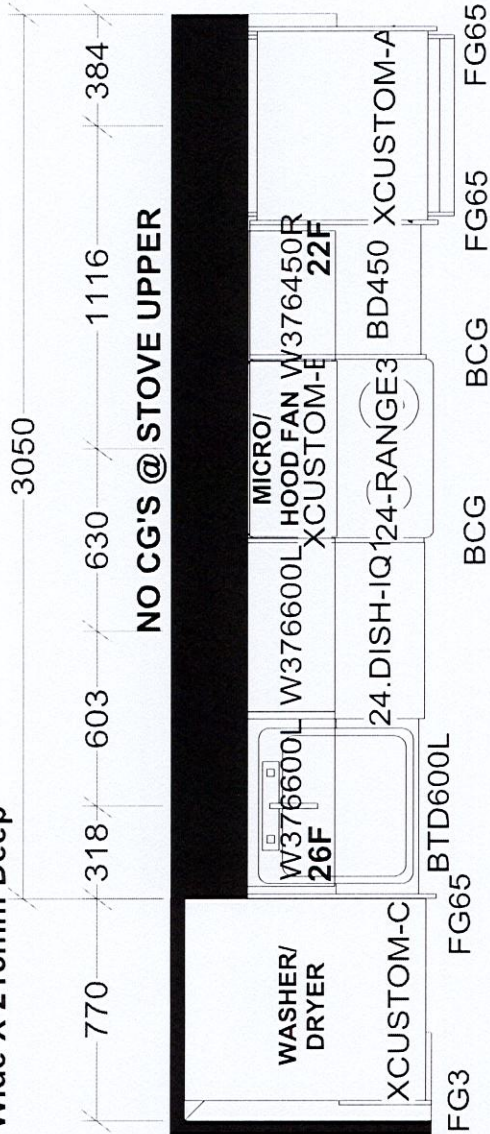 Wide X 210mm Deep
3050
770
318
603
630
1116
384
NO CG'S @ STOVE UPPER
WASHER/
DRYER
XCUSTOM-C
W376600L
26F
W376600L
MICRO/
HOOD FAN
XCUSTOM-E
W376450R
22F
24.DISH-IQ1
24-RANGE3
BD450
XCUSTOM-A
BTD600L
FG3
FG65
BCG
BCG
FG65
FG65